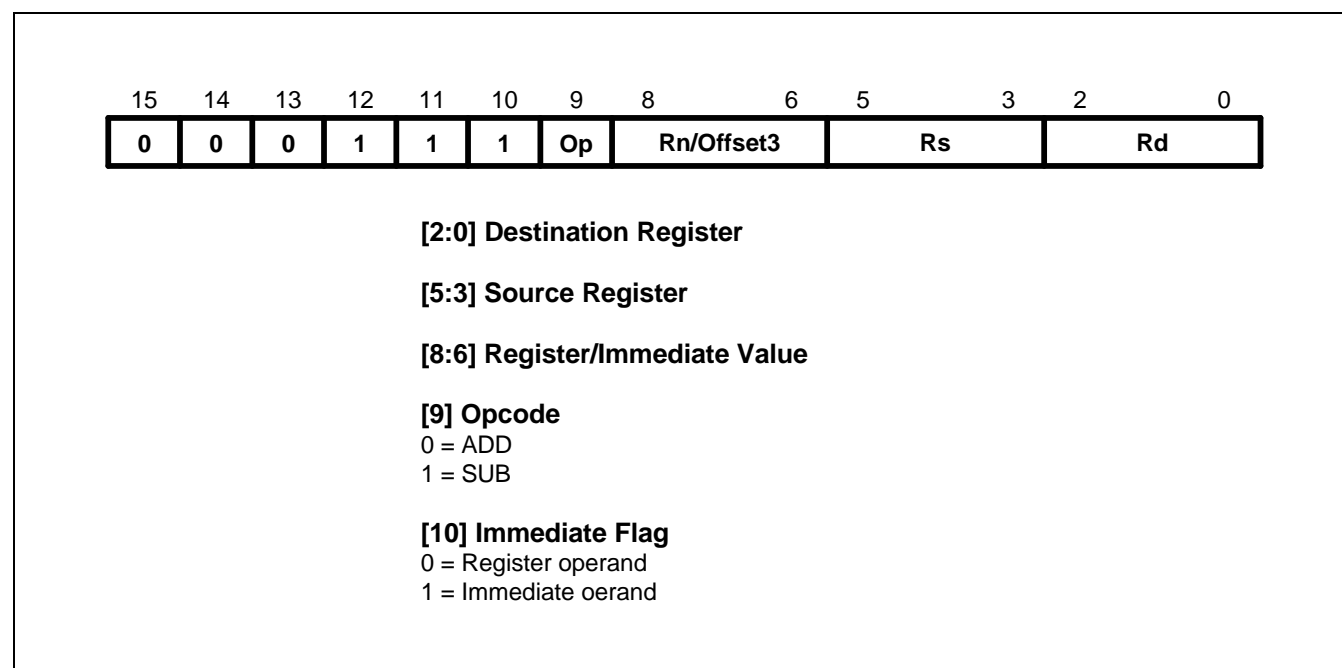 15 14 13 12 11 10 9 8 6 5 3 2 0
0 0 0 1 1 1 Op Rn/Offset3 Rs Rd
[2:0] Destination Register
[5:3] Source Register
[8:6] Register/Immediate Value
[9] Opcode
0 = ADD
1 = SUB
[10] Immediate Flag
0 = Register operand
1 = Immediate oerand